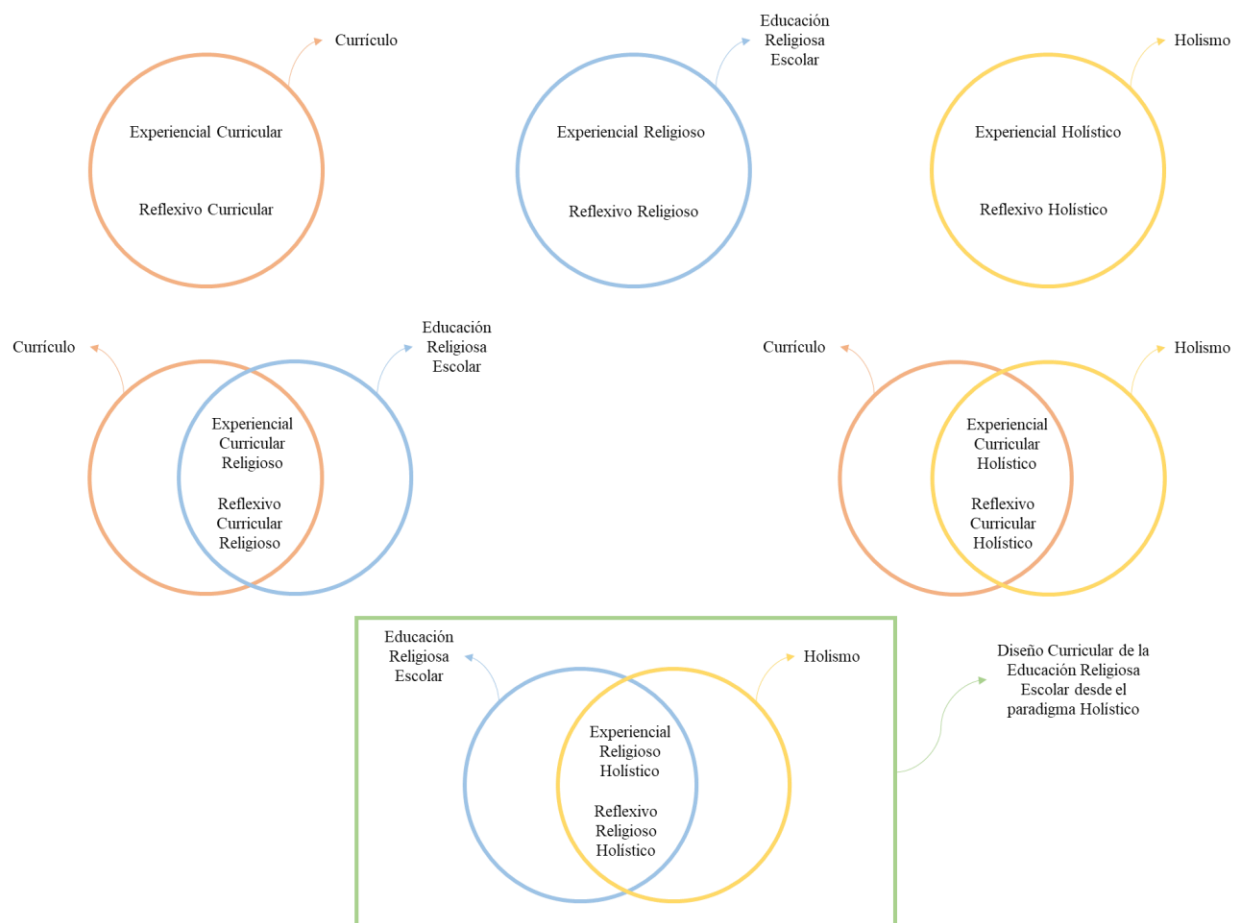 Currículo
Experiencial Curricular
Reflexivo Curricular
Educación
Religiosa
Escolar
Experiencial Religioso
Reflexivo Religioso
Holismo
Experiencial Holístico
Reflexivo Holístico
Currículo
Educación
Religiosa
Escolar
Experiencial
Curricular
Religioso
Reflexivo
Curricular
Religioso
Currículo
Holismo
Experiencial
Curricular
Holístico
Reflexivo
Curricular
Holístico
Educación
Religiosa
Escolar
Holismo
Experiencial
Religioso
Holístico
Reflexivo
Religioso
Holístico
Diseño Curricular de la
Educación Religiosa
Escolar desde el
paradigma Holístico